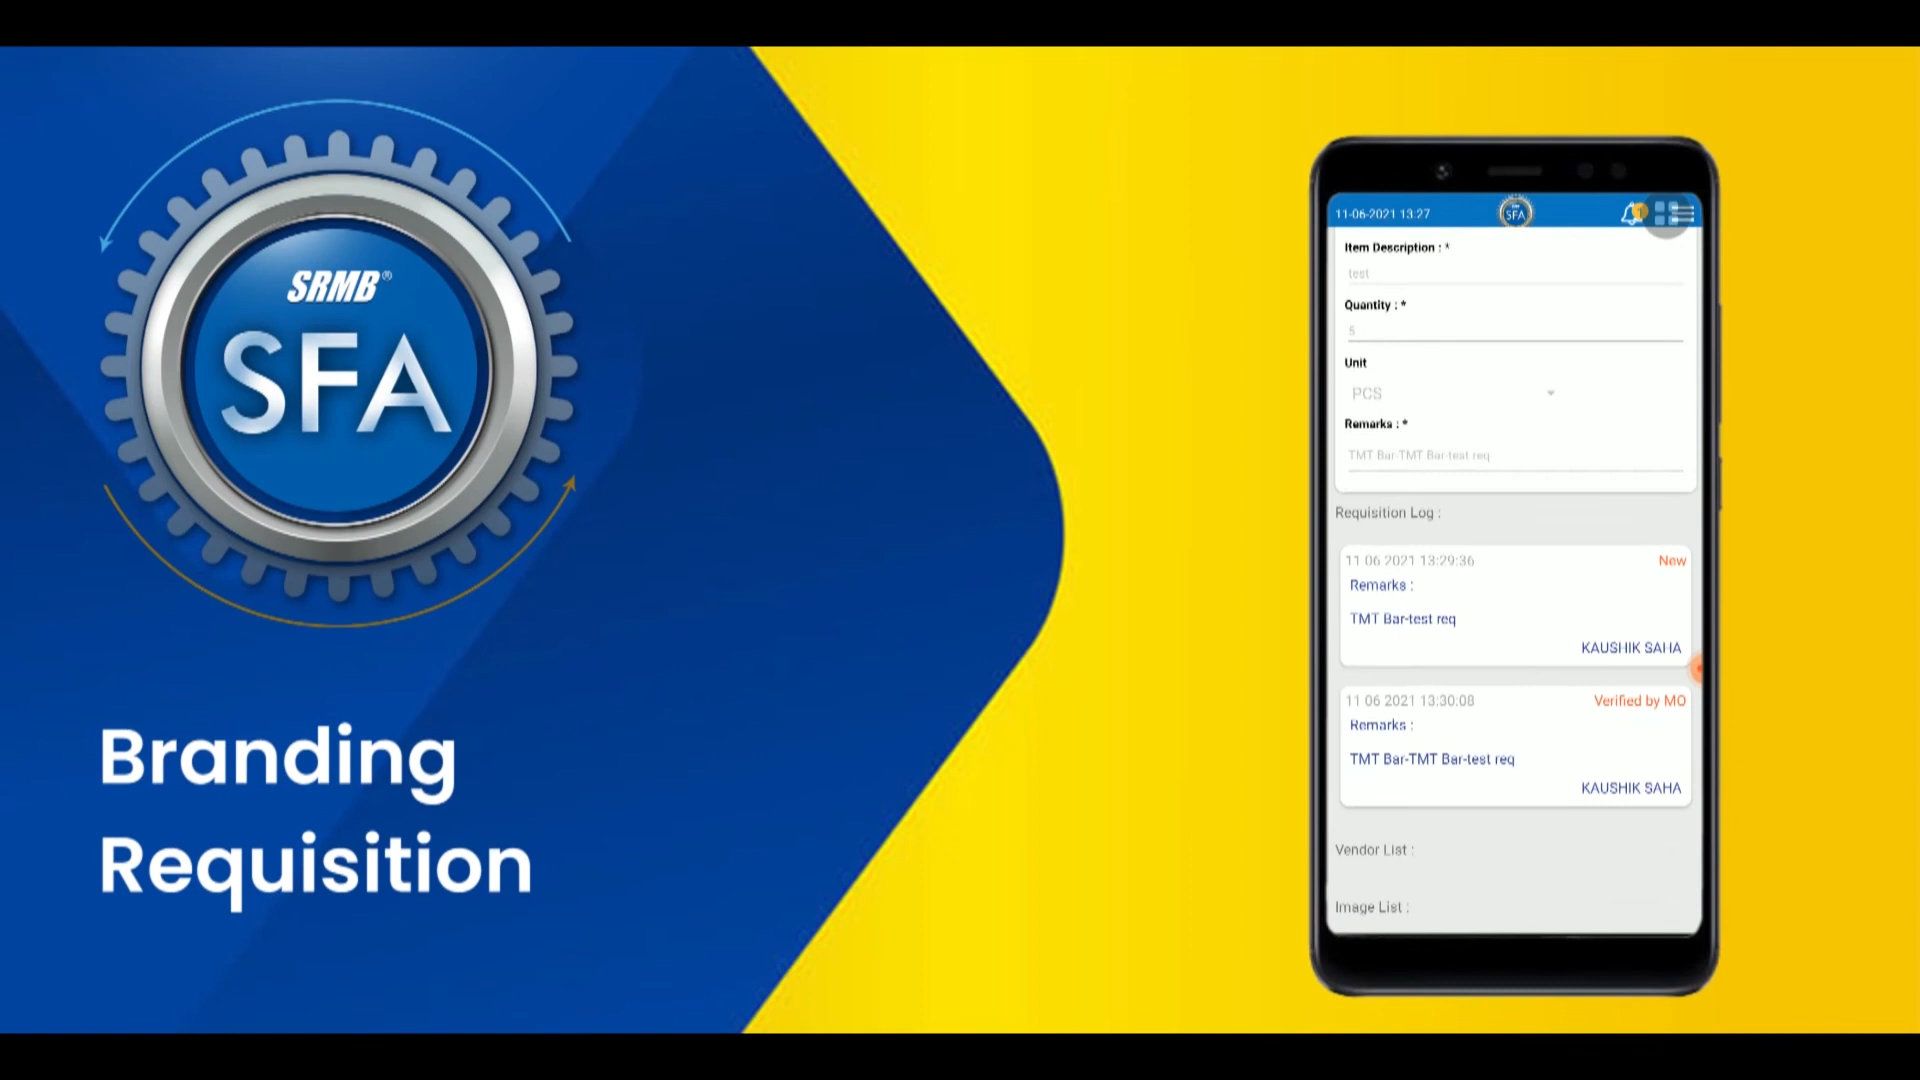 SRMB®
SFA
Branding
Requisition
11-06-2021 13:27
SFA
1
Item Description : *
test
Quantity : *
5
Unit
PCS
Remarks : *
TMT Bar-TMT Bar-test req
Requisition Log :
11 06 2021 13:29:36
New
Remarks :
TMT Bar-test req
KAUSHIK SAHA
11 06 2021 13:30:08
Verified by MO
Remarks :
TMT Bar-TMT Bar-test req
KAUSHIK SAHA
Vendor List :
Image List :